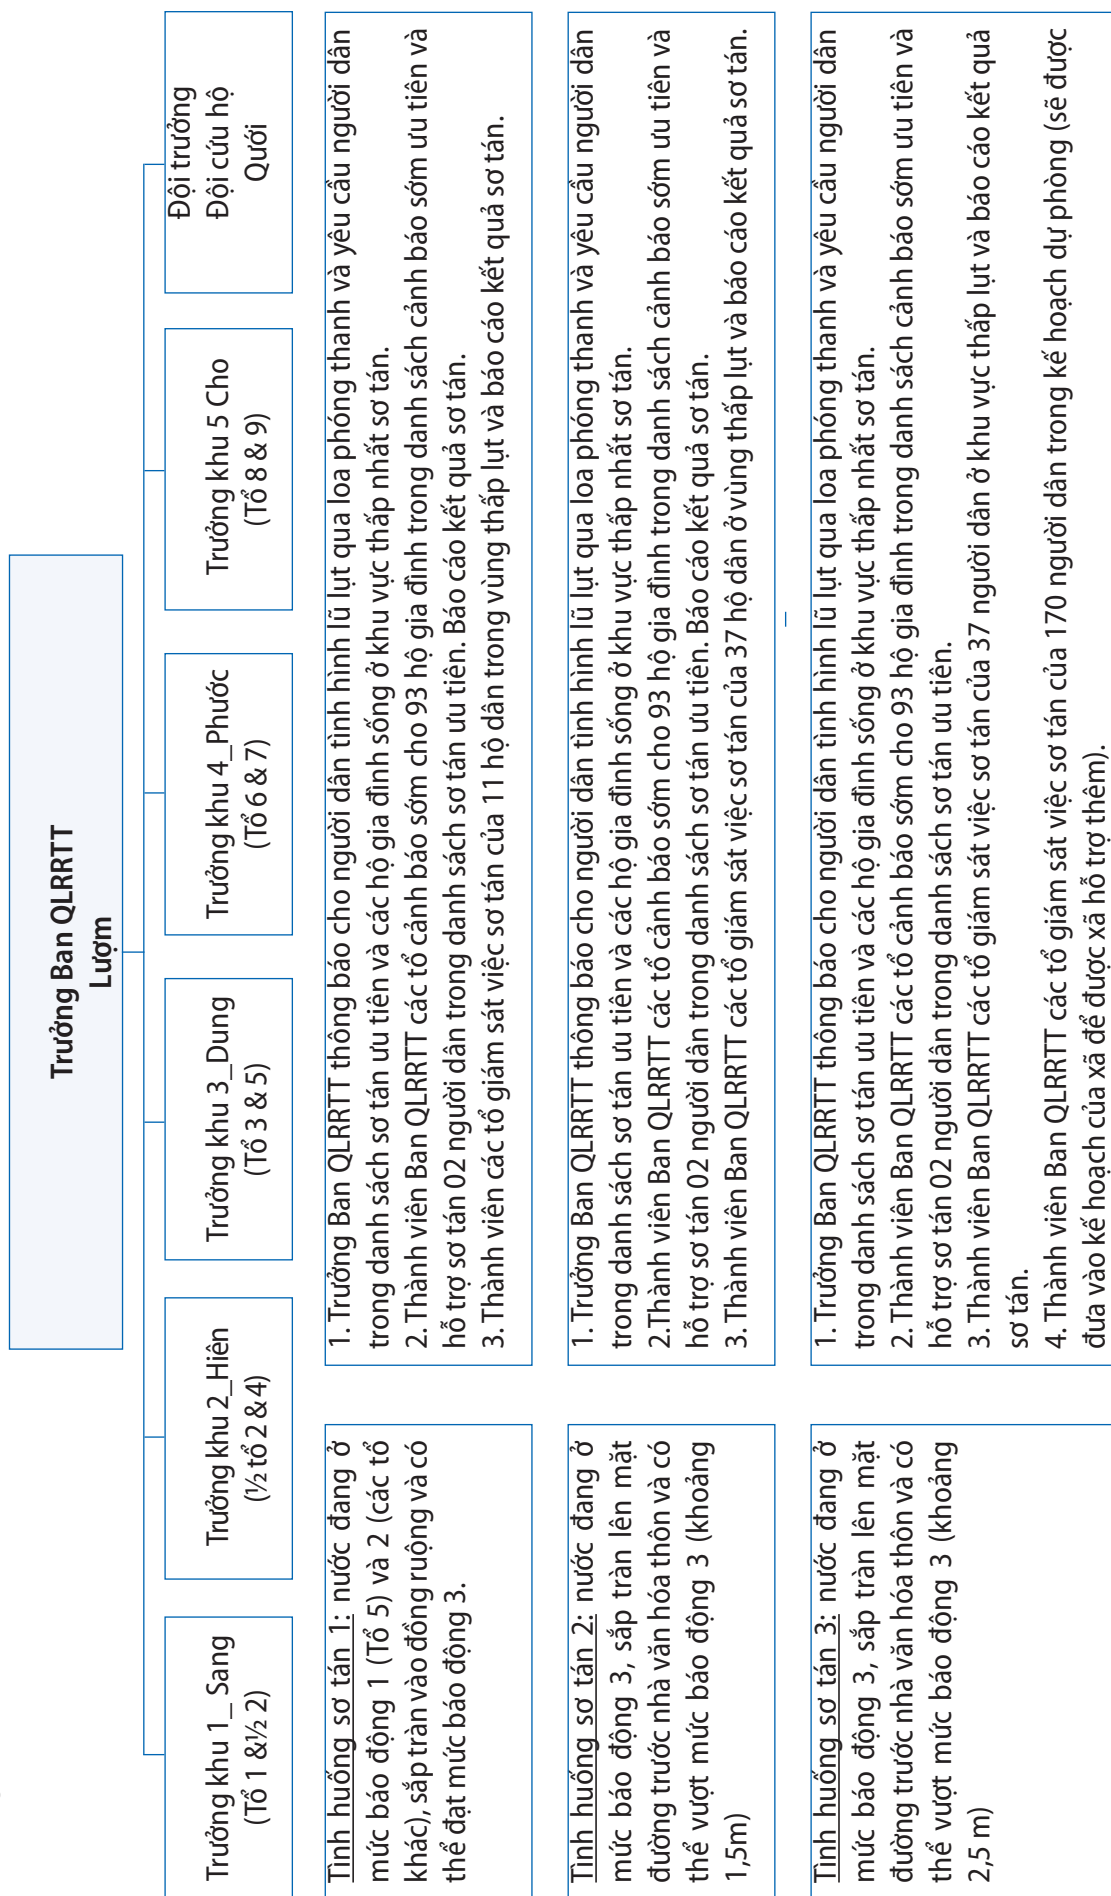 Trưởng Ban QLRRTT
Lượm
Trưởng khu 1_ Sang
(Tổ 1 &½ 2)
Trưởng khu 2_Hiên
(½ tổ 2 & 4)
Trưởng khu 3_Dung
(Tổ 3 & 5)
Trưởng khu 4_Phước
(Tổ 6 & 7)
Trưởng khu 5 Cho
(Tổ 8 & 9)
Đội trưởng
Đội cứu hộ
Qưới
Tình huống sơ tán 1: nước đang ở
mức báo động 1 (Tổ 5) và 2 (các tổ
khác), sắp tràn vào đồng ruộng và có
thể đạt mức báo động 3.
1. Trưởng Ban QLRRTT thông báo cho người dân tình hình lũ lụt qua loa phóng thanh và yêu cầu người dân
trong danh sách sơ tán ưu tiên và các hộ gia đình sống ở khu vực thấp nhất sơ tán.
2.Thành viên Ban QLRRTT các tổ cảnh báo sớm cho 93 hộ gia đình trong danh sách cảnh báo sớm ưu tiên và
hỗ trợ sơ tán 02 người dân trong danh sách sơ tán ưu tiên. Báo cáo kết quả sơ tán.
3. Thành viên các tổ giám sát việc sơ tán của 11 hộ dân trong vùng thấp lụt và báo cáo kết quả sơ tán.
Tình huống sơ tán 2: nước đang ở
mức báo động 3, sắp tràn lên mặt
đường trước nhà văn hóa thôn và có
thể vượt mức báo động 3 (khoảng
1,5m)
1. Trưởng Ban QLRRTT thông báo cho người dân tình hình lũ lụt qua loa phóng thanh và yêu cầu người dân
trong danh sách sơ tán ưu tiên và các hộ gia đình sống ở khu vực thấp nhất sơ tán.
2.Thành viên Ban QLRRTT các tổ cảnh báo sớm cho 93 hộ gia đình trong danh sách cảnh báo sớm ưu tiên và
hỗ trợ sơ tán 02 người dân trong danh sách sơ tán ưu tiên. Báo cáo kết quả sơ tán.
3. Thành viên Ban QLRRTT các tổ giám sát việc sơ tán của 37 hộ dân ở vùng thấp lụt và báo cáo kết quả sơ tán.
Tình huống sơ tán 3: nước đang ở
mức báo động 3, sắp tràn lên mặt
đường trước nhà văn hóa thôn và có
thể vượt mức báo động 3 (khoảng
2,5 m)
1. Trưởng Ban QLRRTT thông báo cho người dân tình hình lũ lụt qua loa phóng thanh và yêu cầu người dân
trong danh sách sơ tán ưu tiên và các hộ gia đình sống ở khu vực thấp nhất sơ tán.
2.Thành viên Ban QLRRTT các tổ cảnh báo sớm cho 93 hộ gia đình trong danh sách cảnh báo sớm ưu tiên và
hỗ trợ sơ tán 02 người dân trong danh sách sơ tán ưu tiên.
3. Thành viên Ban QLRRTT các tổ giám sát việc sơ tán của 37 người dân ở khu vực thấp lụt và báo cáo kết quả
sơ tán.
4. Thành viên Ban QLRRTT các tổ giám sát việc sơ tán của 170 người dân trong kế hoạch dự phòng (sẽ được
đưa vào kế hoạch của xã để được xã hỗ trợ thêm).